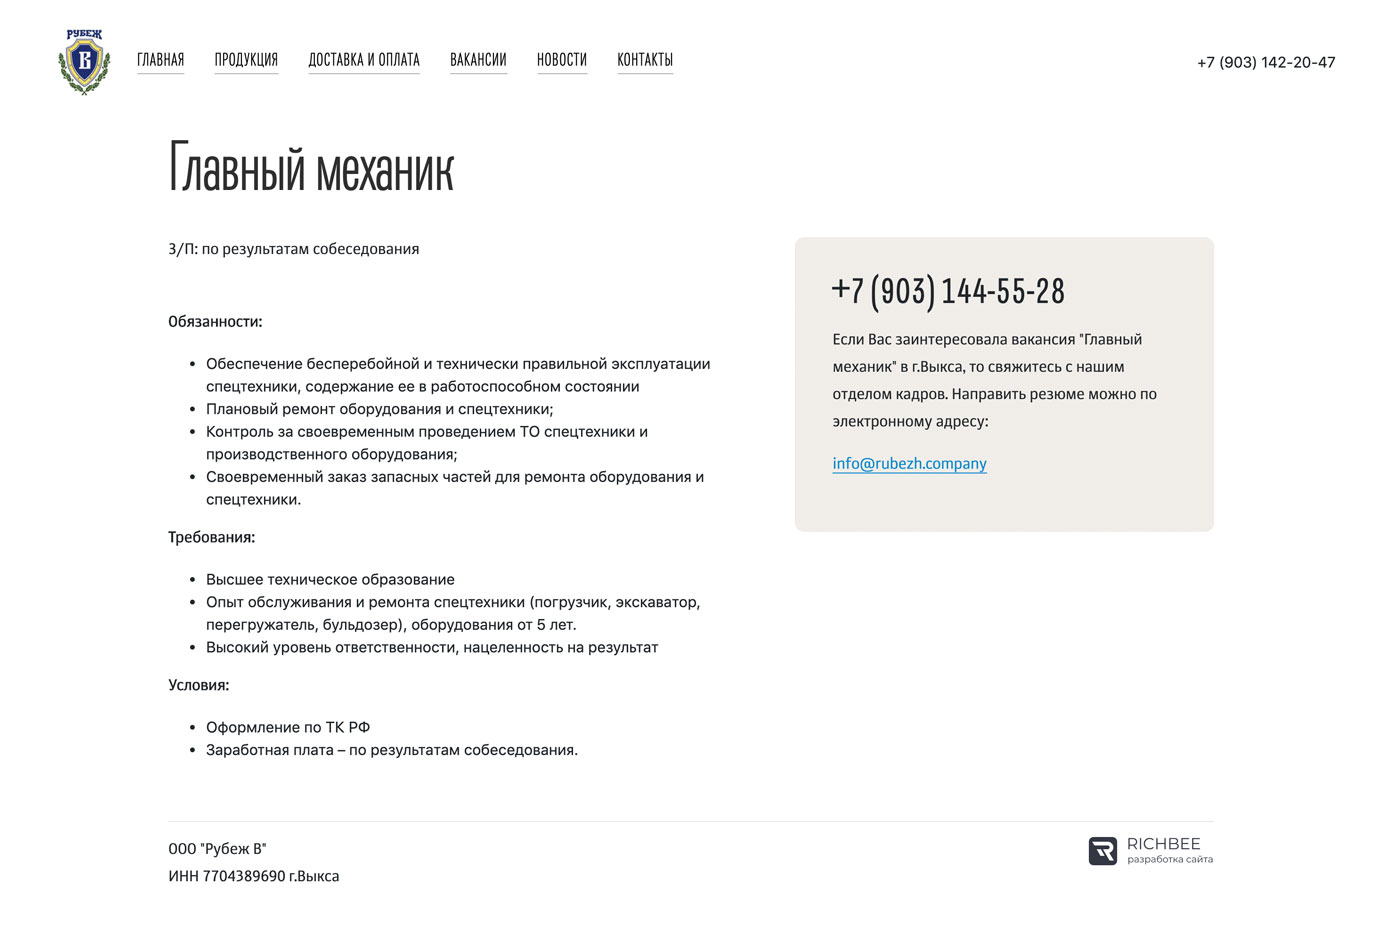 РУБЕЖ
В
ГЛАВНАЯ
ПРОДУКЦИЯ
ДОСТАВКА И ОПЛАТА
ВАКАНСИИ
НОВОСТИ
КОНТАКТЫ
+7 (903) 142-20-47
Главный механик
З/П: по результатам собеседования
Обязанности:
• Обеспечение бесперебойной и технически правильной эксплуатации
спецтехники, содержание ее в работоспособном состоянии
• Плановый ремонт оборудования и спецтехники;
• Контроль за своевременным проведением ТО спецтехники и
производственного оборудования;
• Своевременный заказ запасных частей для ремонта оборудования и
спецтехники.
Требования:
• Высшее техническое образование
• Опыт обслуживания и ремонта спецтехники (погрузчик, экскаватор,
перегружатель, бульдозер), оборудования от 5 лет.
• Высокий уровень ответственности, нацеленность на результат
Условия:
• Оформление по ТК РФ
• Заработная плата – по результатам собеседования.
+7 (903) 144-55-28
Если Вас заинтересовала вакансия "Главный
механик" в г.Выкса, то свяжитесь с нашим
отделом кадров. Направить резюме можно по
электронному адресу:
info@rubezh.company
ООО "Рубеж В"
ИНН 7704389690 г.Выкса
RICHBEE
разработка сайта